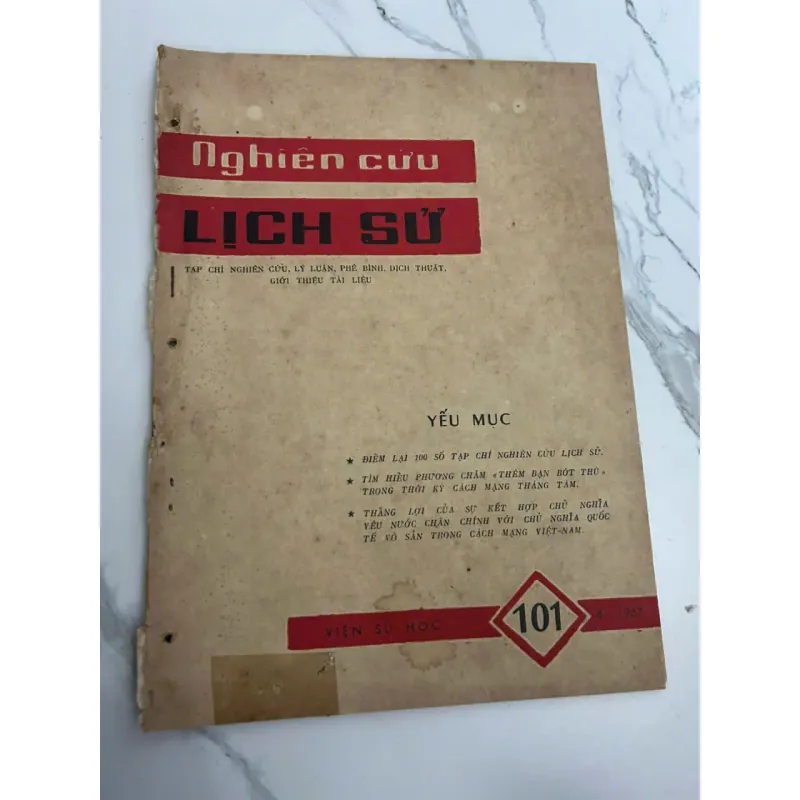 Nghiên cứu
LỊCH SỬ
TẠP CHÍ NGHIÊN CỨU, LÝ LUẬN, PHÊ BÌNH, DỊCH THUẬT,
GIỚI THIỆU TÀI LIỆU
YẾU MỤC
★ ĐIỂM LẠI 100 SỐ TẠP CHÍ NGHIÊN CỨU LỊCH SỬ.
★ TÌM HIỂU PHƯƠNG CHÂM «THÊM BẠN BỚT THÙ»
TRONG THỜI KỲ CÁCH MẠNG THÁNG TÁM.
★ THẮNG LỢI CỦA SỰ KẾT HỢP CHỦ NGHĨA
YÊU NƯỚC CHÂN CHÍNH VỚI CHỦ NGHĨA QUỐC
TẾ VÔ SẢN TRONG CÁCH MẠNG VIỆT-NAM.
VIỆN SỬ HỌC
101
1967